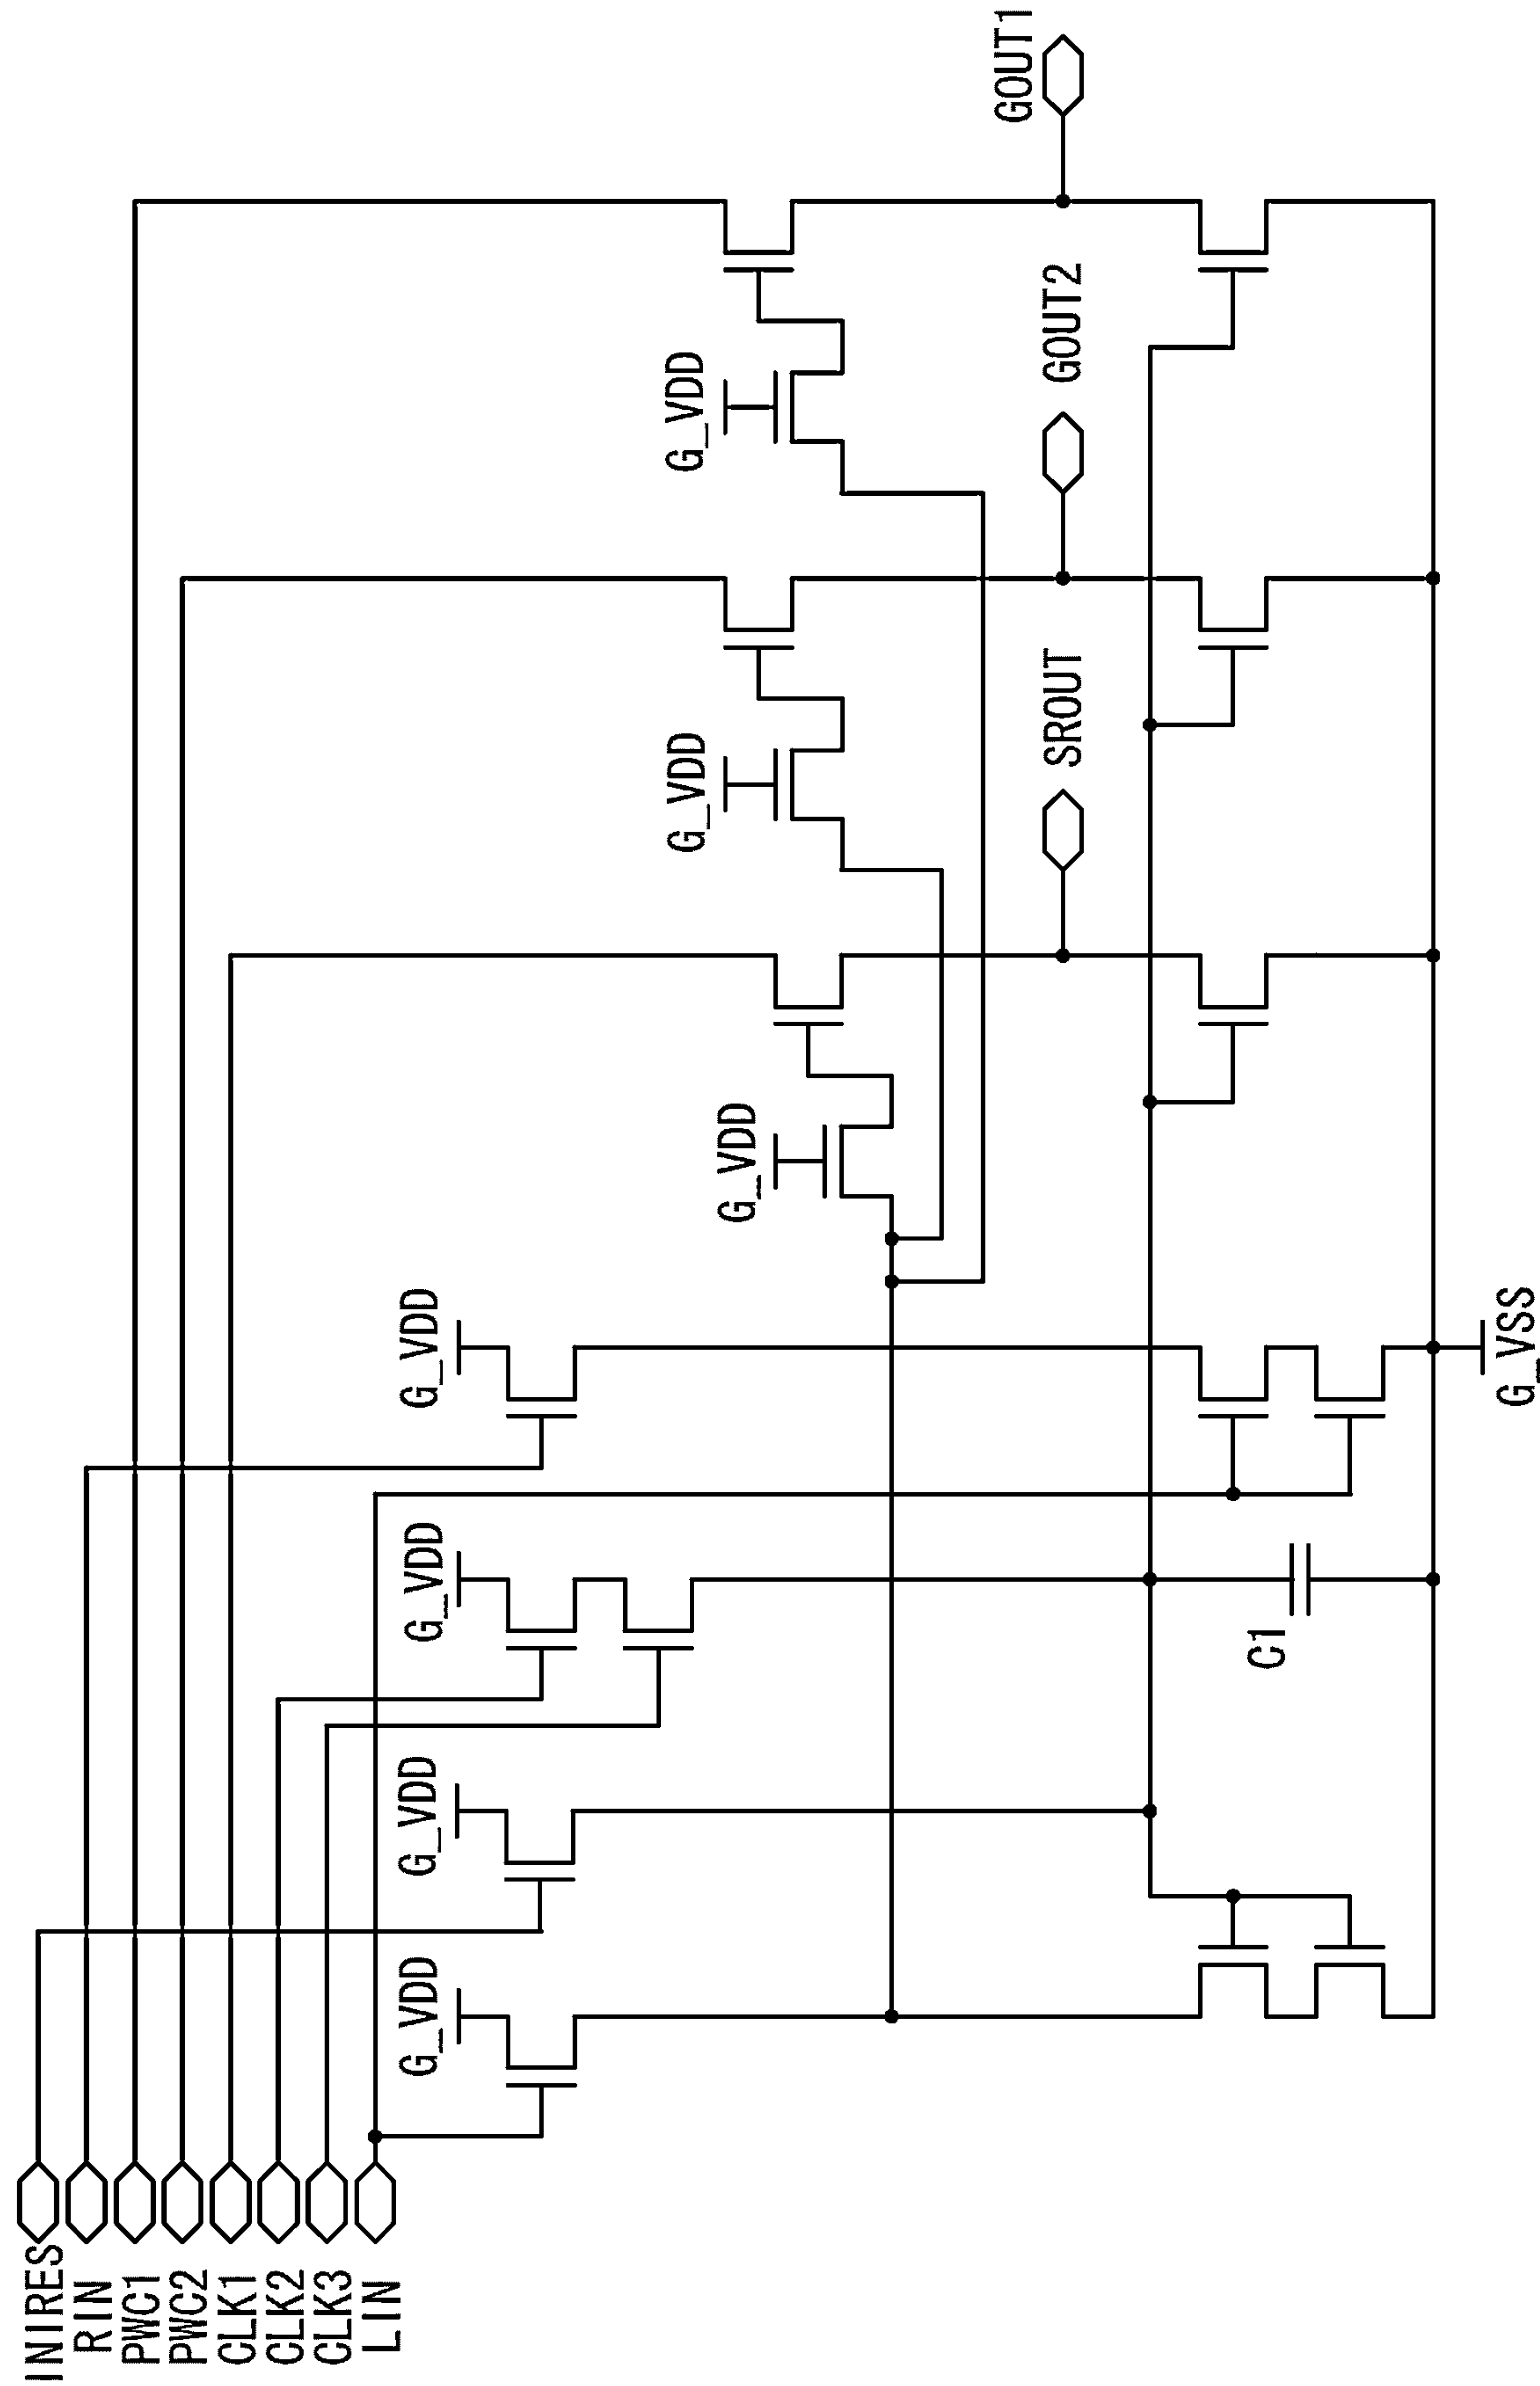 INIRES
RIN
PWC1
PWC2
CLK1
CLK2
CLK3
LIN
G_VDD
G_VDD
G_VDD
G_VDD
G_VDD
G_VDD
G_VDD
SROUT
GOUT2
GOUT1
C1
G_VSS